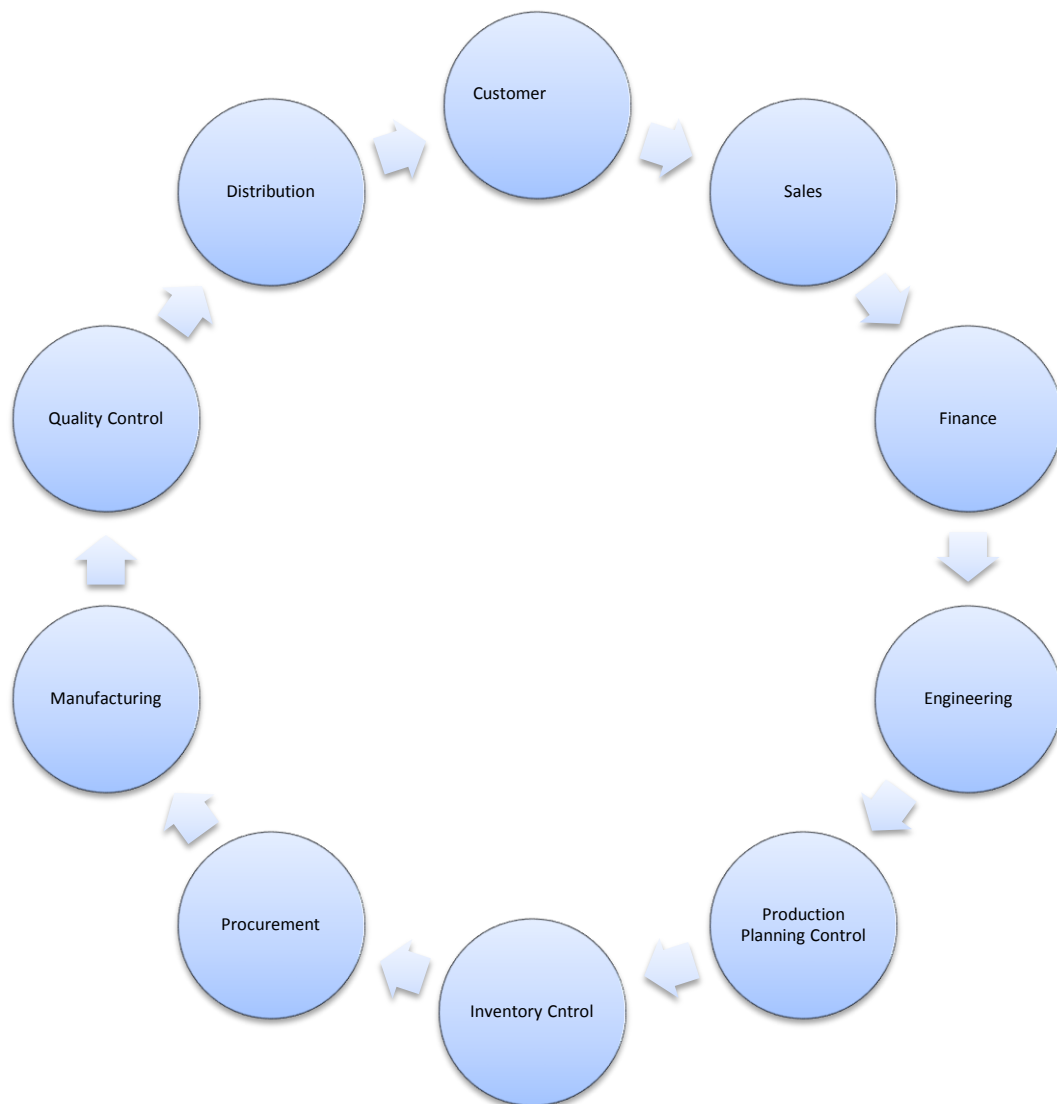 Customer
Sales
Finance
Engineering
Production
Planning Control
Inventory Cntrol
Procurement
Manufacturing
Quality Control
Distribution